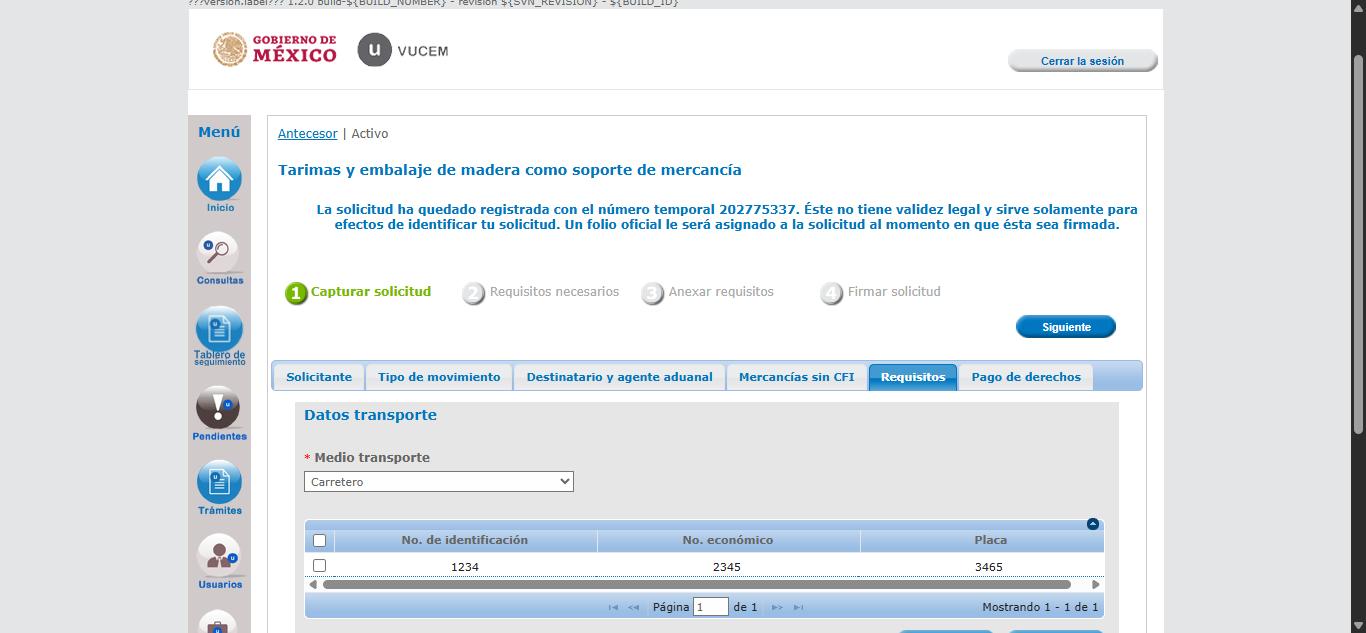 ???version.label??? 1.2.0 build-${BUILD_NUMBER} - revisión ${SVN_REVISION} - ${BUILD_ID}
GOBIERNO DE
MÉXICO
u VUCEM
Cerrar la sesión
Menú
Inicio
Consultas
Tablero de
seguimiento
Pendientes
Trámites
Usuarios
Antecesor | Activo
Tarimas y embalaje de madera como soporte de mercancía
La solicitud ha quedado registrada con el número temporal 202775337. Éste no tiene validez legal y sirve solamente para
efectos de identificar tu solicitud. Un folio oficial le será asignado a la solicitud al momento en que ésta sea firmada.
1 Capturar solicitud 2 Requisitos necesarios 3 Anexar requisitos 4 Firmar solicitud
Siguiente
Solicitante Tipo de movimiento Destinatario y agente aduanal Mercancías sin CFI Requisitos Pago de derechos
Datos transporte
* Medio transporte
Carretero
No. de identificación No. económico Placa
1234 2345 3465
Página 1 de 1 Mostrando 1 - 1 de 1